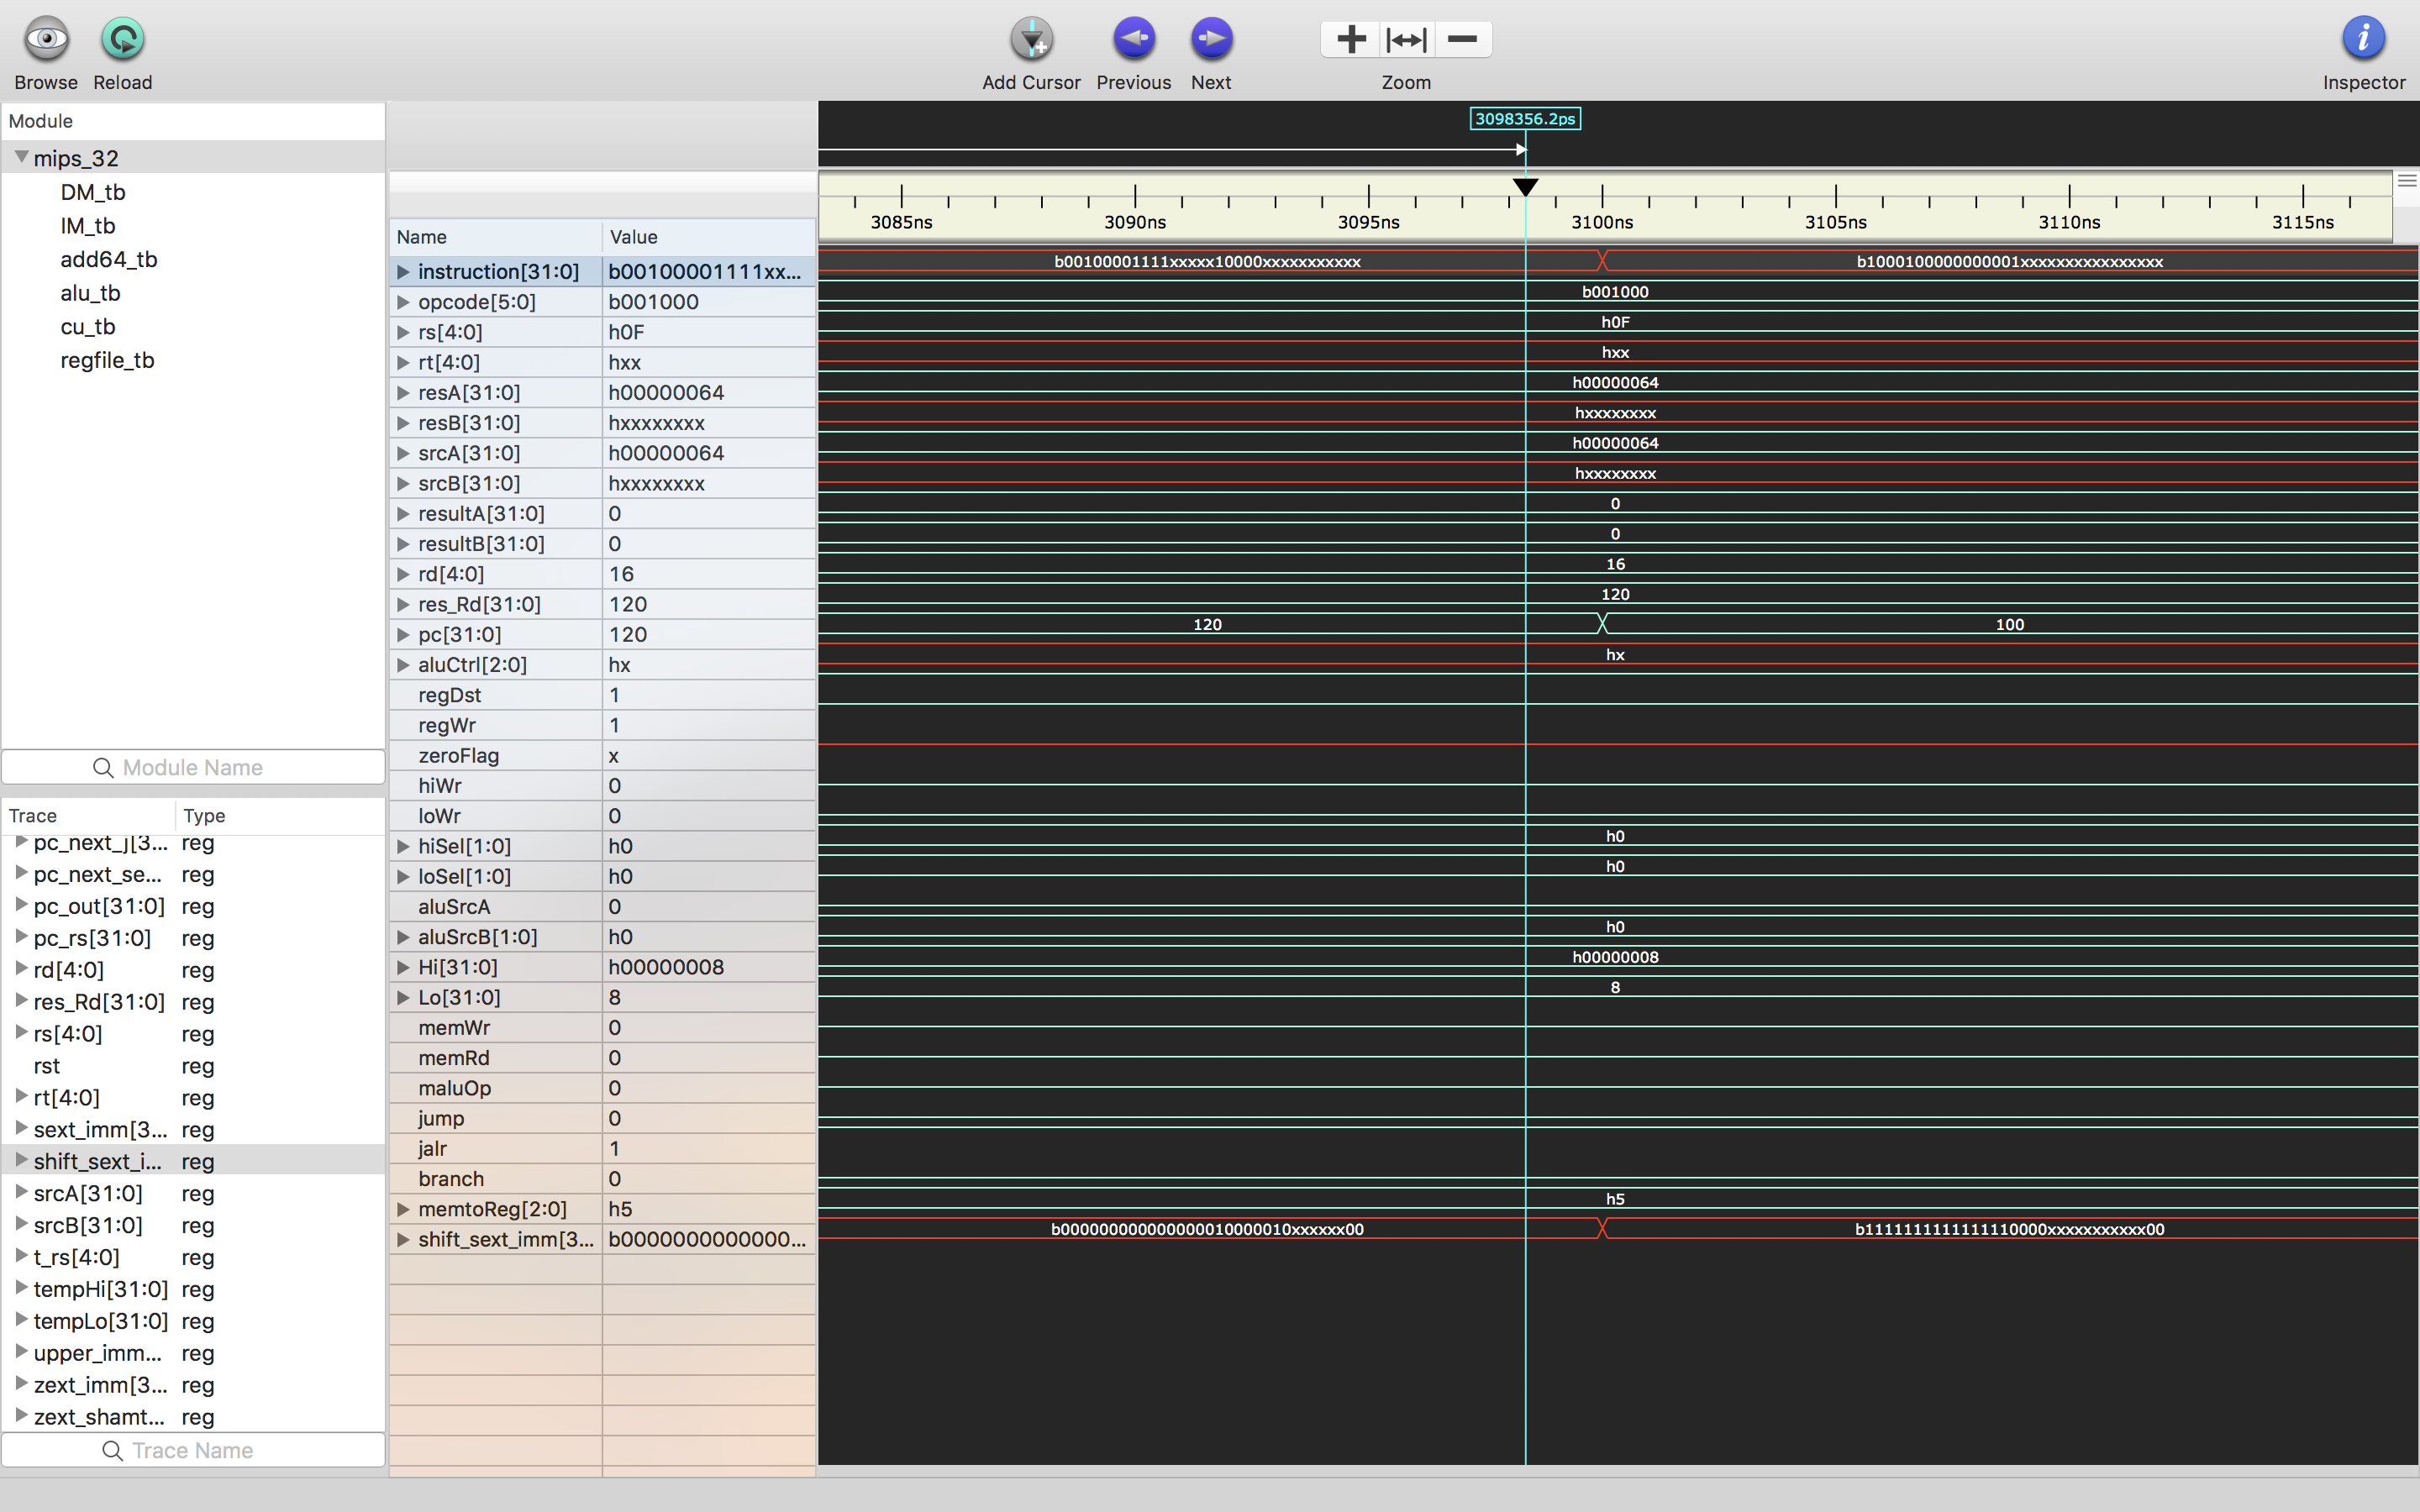 Browse Reload Add Cursor Previous Next Zoom Inspector
Module
mips_32
DM_tb
IM_tb
add64_tb
alu_tb
cu_tb
regfile_tb
Module Name
Trace Type
pc_next_j[3... reg
pc_next_se... reg
pc_out[31:0] reg
pc_rs[31:0] reg
rd[4:0] reg
res_Rd[31:0] reg
rs[4:0] reg
rst reg
rt[4:0] reg
sext_imm[3... reg
shift_sext_i... reg
srcA[31:0] reg
srcB[31:0] reg
t_rs[4:0] reg
tempHi[31:0] reg
tempLo[31:0] reg
upper_imm... reg
zext_imm[3... reg
zext_shamt... reg
Trace Name
3098356.2ps
3085ns 3090ns 3095ns 3100ns 3105ns 3110ns 3115ns
Name Value
instruction[31:0] b00100001111xx... b00100001111xxxxx10000xxxxxxxxxxx b1000100000000001xxxxxxxxxxxxxxxx
opcode[5:0] b001000 b001000
rs[4:0] h0F h0F
rt[4:0] hxx hxx
resA[31:0] h00000064 h00000064
resB[31:0] hxxxxxxxx hxxxxxxxx
srcA[31:0] h00000064 h00000064
srcB[31:0] hxxxxxxxx hxxxxxxxx
resultA[31:0] 0 0
resultB[31:0] 0 0
rd[4:0] 16 16
res_Rd[31:0] 120 120
pc[31:0] 120 120 100
aluCtrl[2:0] hx hx
regDst 1
regWr 1
zeroFlag x
hiWr 0
loWr 0
hiSel[1:0] h0 h0
loSel[1:0] h0 h0
aluSrcA 0
aluSrcB[1:0] h0 h0
Hi[31:0] h00000008 h00000008
Lo[31:0] 8 8
memWr 0
memRd 0
maluOp 0
jump 0
jalr 1
branch 0
memtoReg[2:0] h5 h5
shift_sext_imm[3... b0000000000000...